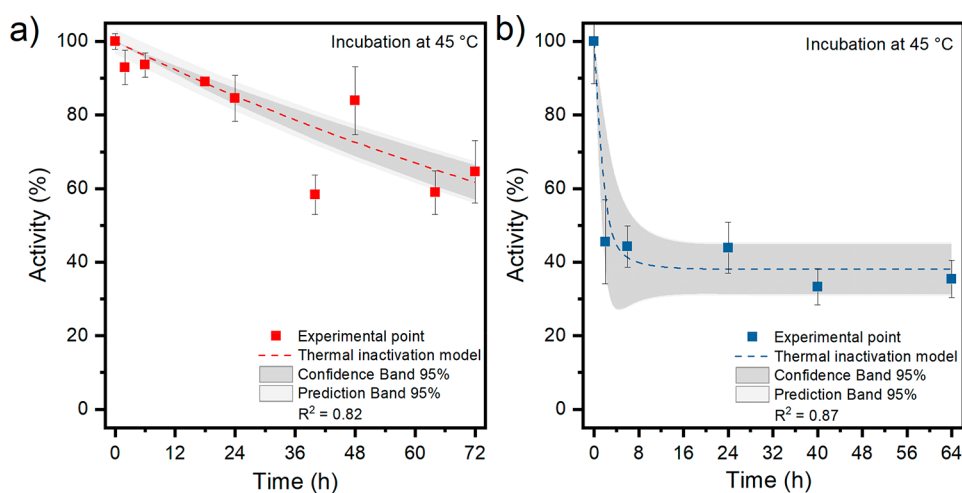 a)
Incubation at 45 °C
Activity (%)
100
80
60
40
20
0
Experimental point
Thermal inactivation model
Confidence Band 95%
Prediction Band 95%
R² = 0.82
0 12 24 36 48 60 72
Time (h)
b)
Incubation at 45 °C
Activity (%)
100
80
60
40
20
0
Experimental point
Thermal inactivation model
Confidence Band 95%
Prediction Band 95%
R² = 0.87
0 8 16 24 32 40 48 56 64
Time (h)